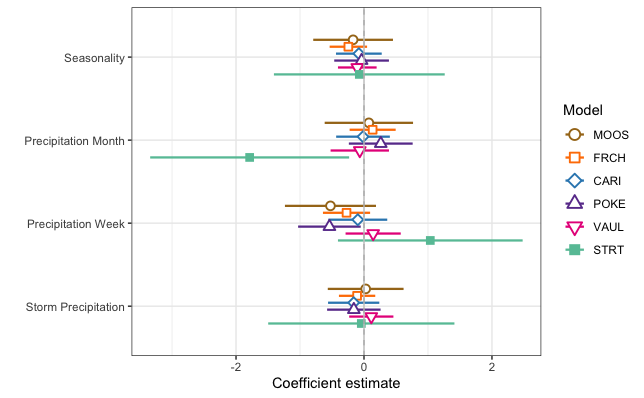 Seasonality
Precipitation Month
Precipitation Week
Storm Precipitation
-2
0
2
Coefficient estimate
Model
MOOS
FRCH
CARI
POKE
VAUL
STRT